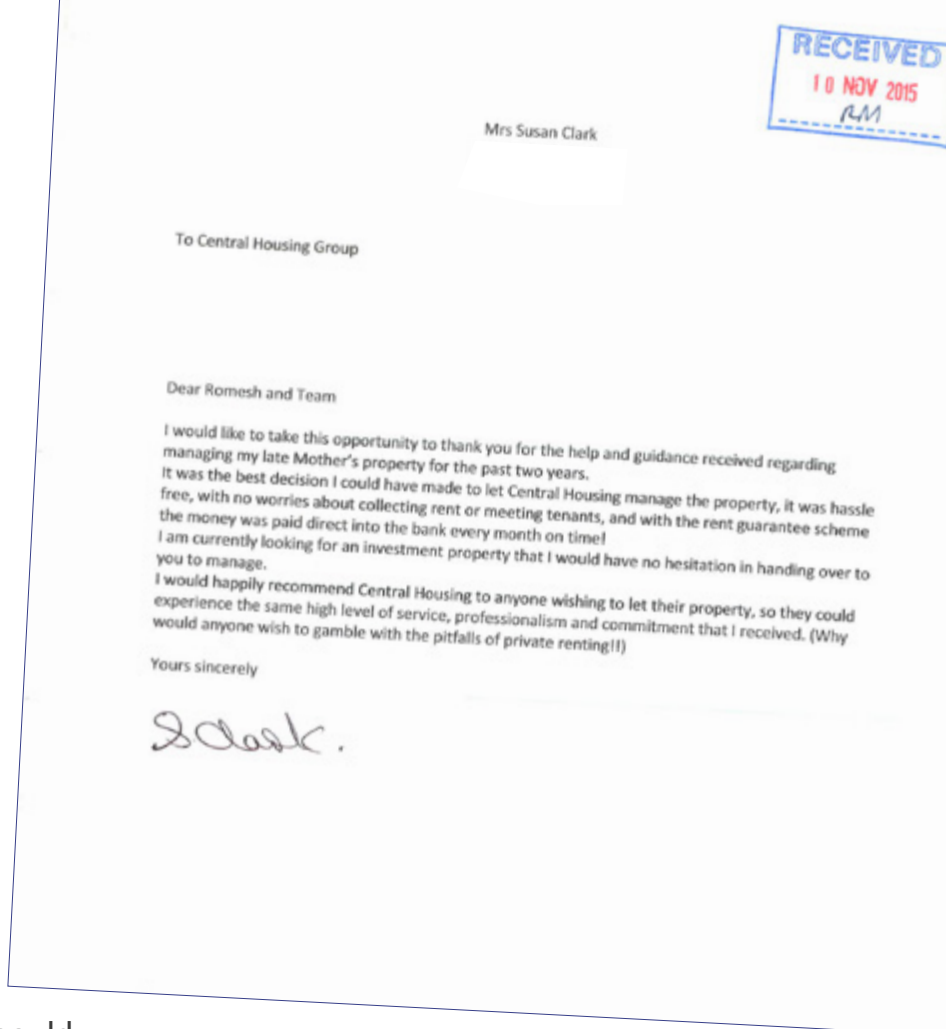 RECEIVED
10 NOV 2015
RM
Mrs Susan Clark
To Central Housing Group
Dear Romesh and Team
I would like to take this opportunity to thank you for the help and guidance received regarding
managing my late Mother's property for the past two years.
It was the best decision I could have made to let Central Housing manage the property, it was hassle
free, with no worries about collecting rent or meeting tenants, and with the rent guarantee scheme
the money was paid direct into the bank every month on time!
I am currently looking for an investment property that I would have no hesitation in handing over to
you to manage.
I would happily recommend Central Housing to anyone wishing to let their property, so they could
experience the same high level of service, professionalism and commitment that I received. (Why
would anyone wish to gamble with the pitfalls of private renting!!)
Yours sincerely
S Clark.